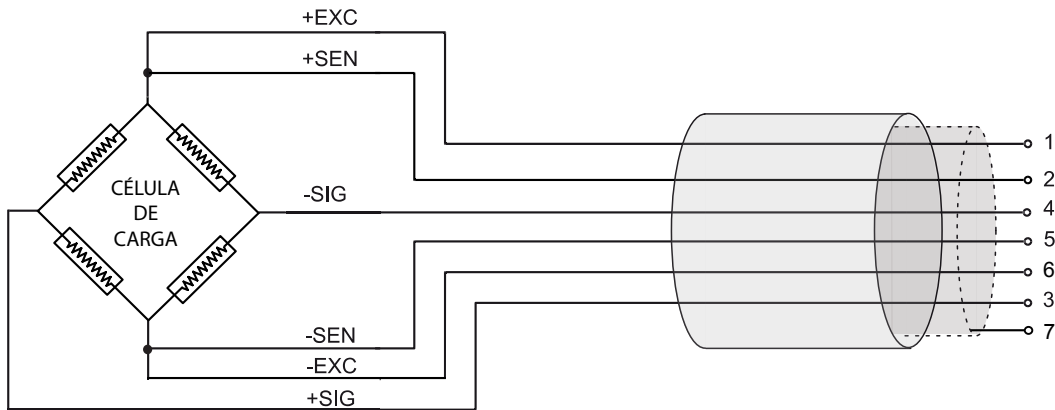 +EXC
+SEN
1
2
CÉLULA
DE
CARGA
-SIG
4
5
6
3
7
-SEN
-EXC
+SIG